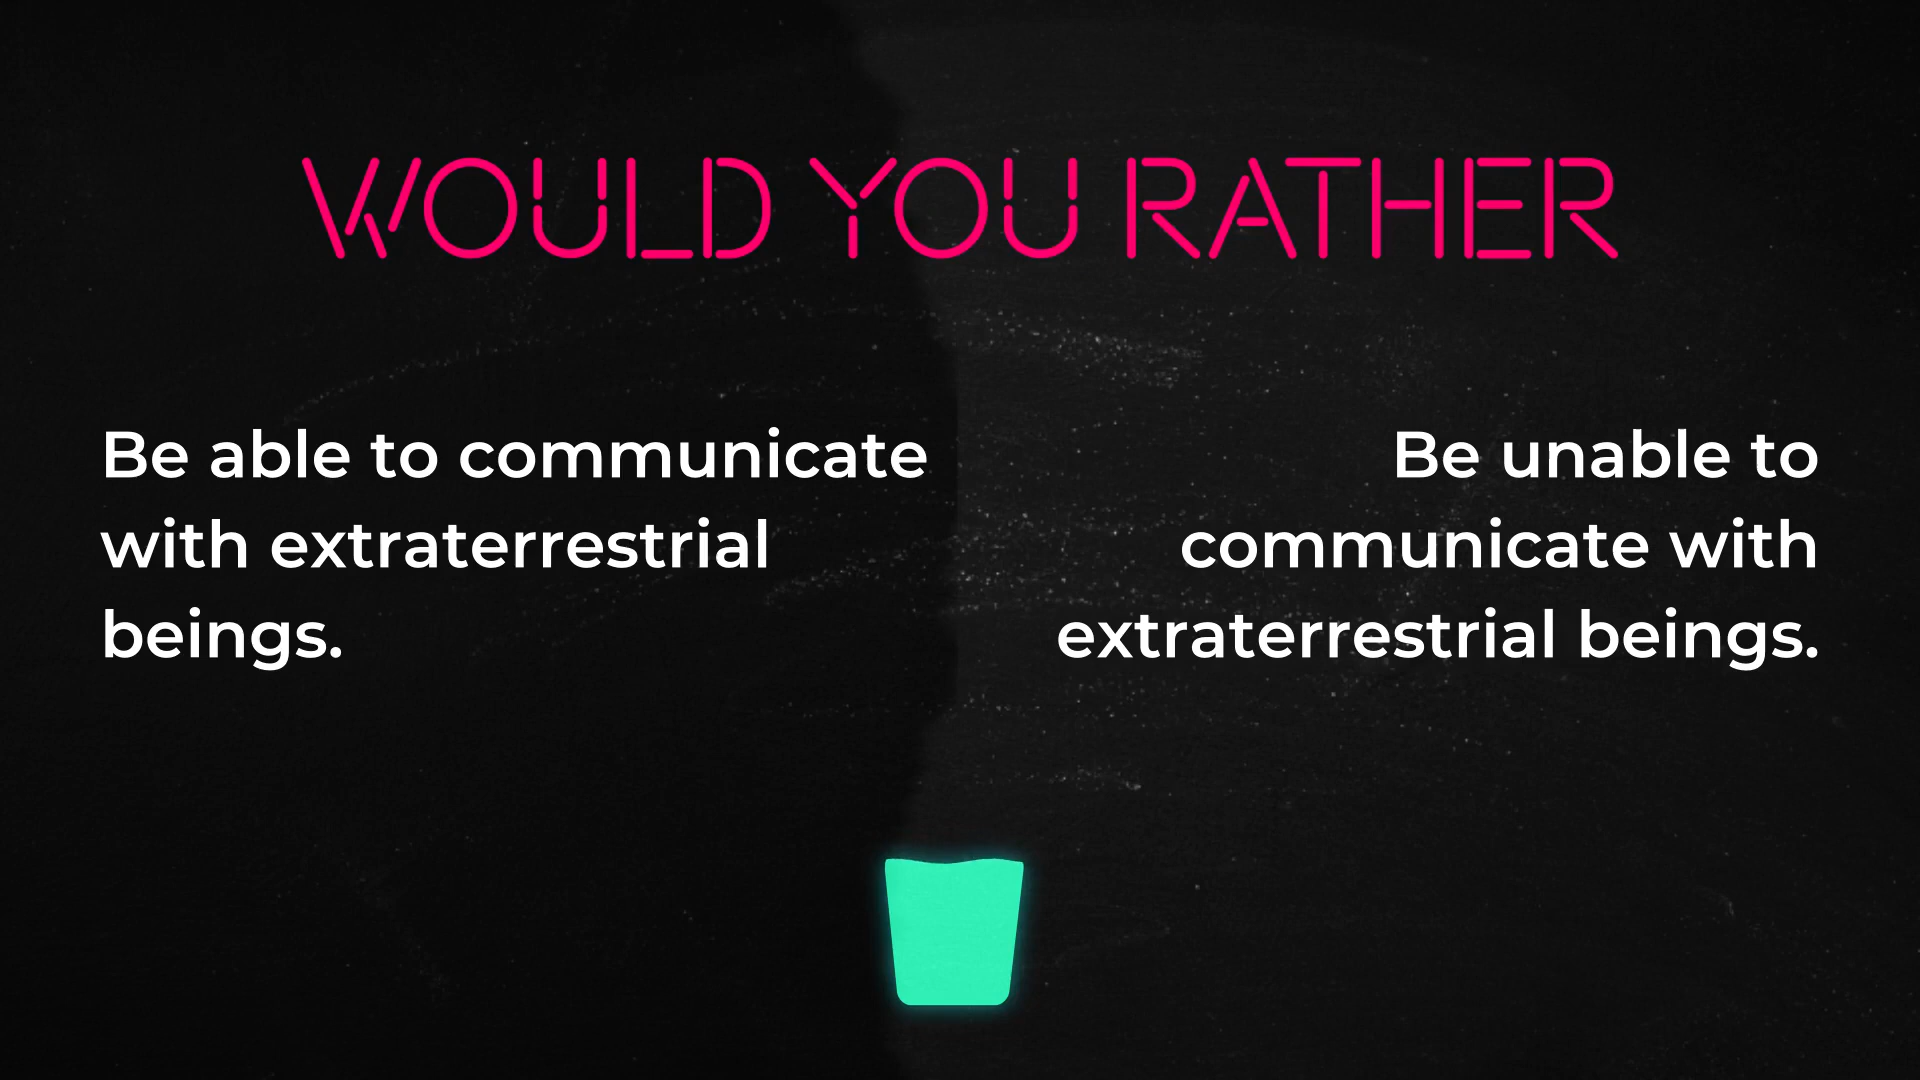 WOULD YOU RATHER
Be able to communicate
with extraterrestrial
beings.
Be unable to
communicate with
extraterrestrial beings.